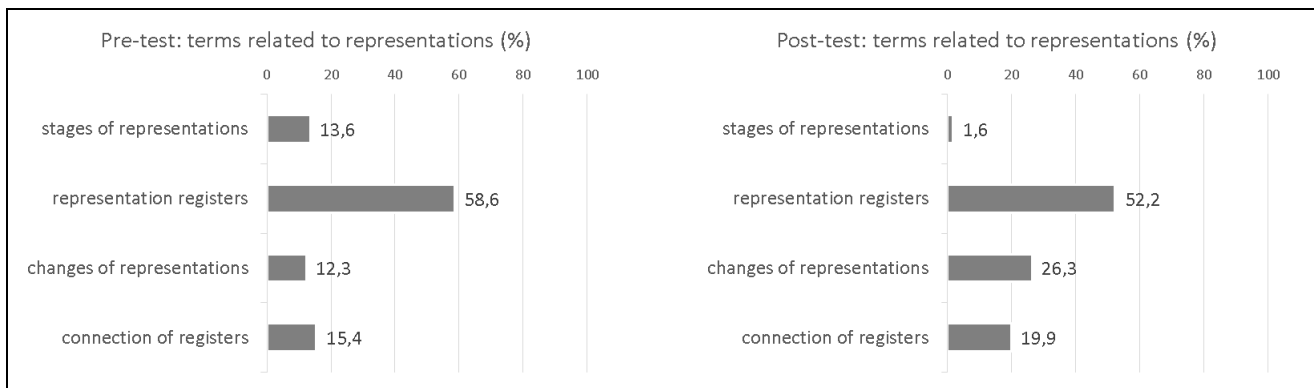 Pre-test: terms related to representations (%)
0 20 40 60 80 100
stages of representations 13,6
representation registers 58,6
changes of representations 12,3
connection of registers 15,4
Post-test: terms related to representations (%)
0 20 40 60 80 100
stages of representations 1,6
representation registers 52,2
changes of representations 26,3
connection of registers 19,9